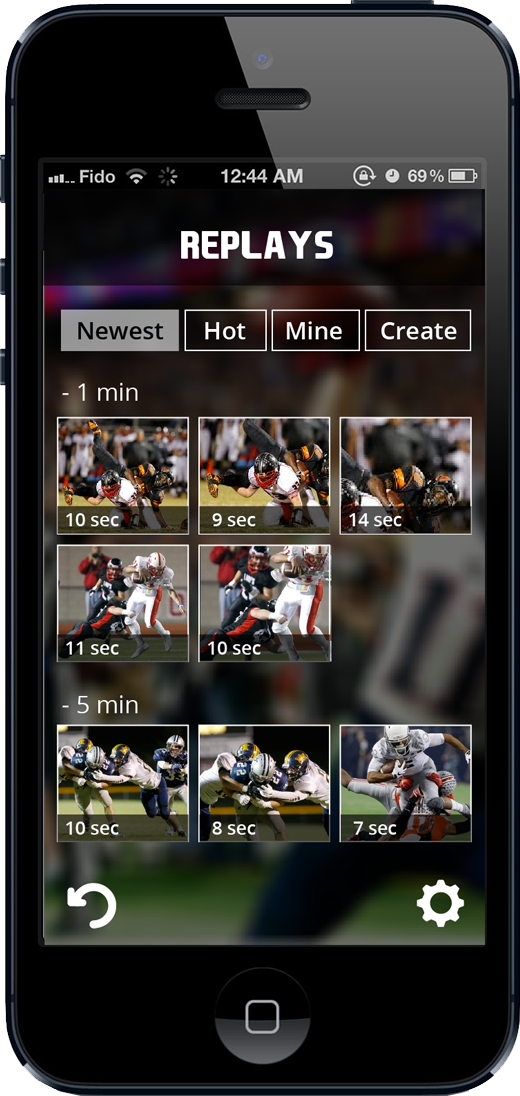 Fido 12:44 AM 69%
REPLAYS
Newest Hot Mine Create
- 1 min
10 sec 9 sec 14 sec
11 sec 10 sec
- 5 min
10 sec 8 sec 7 sec